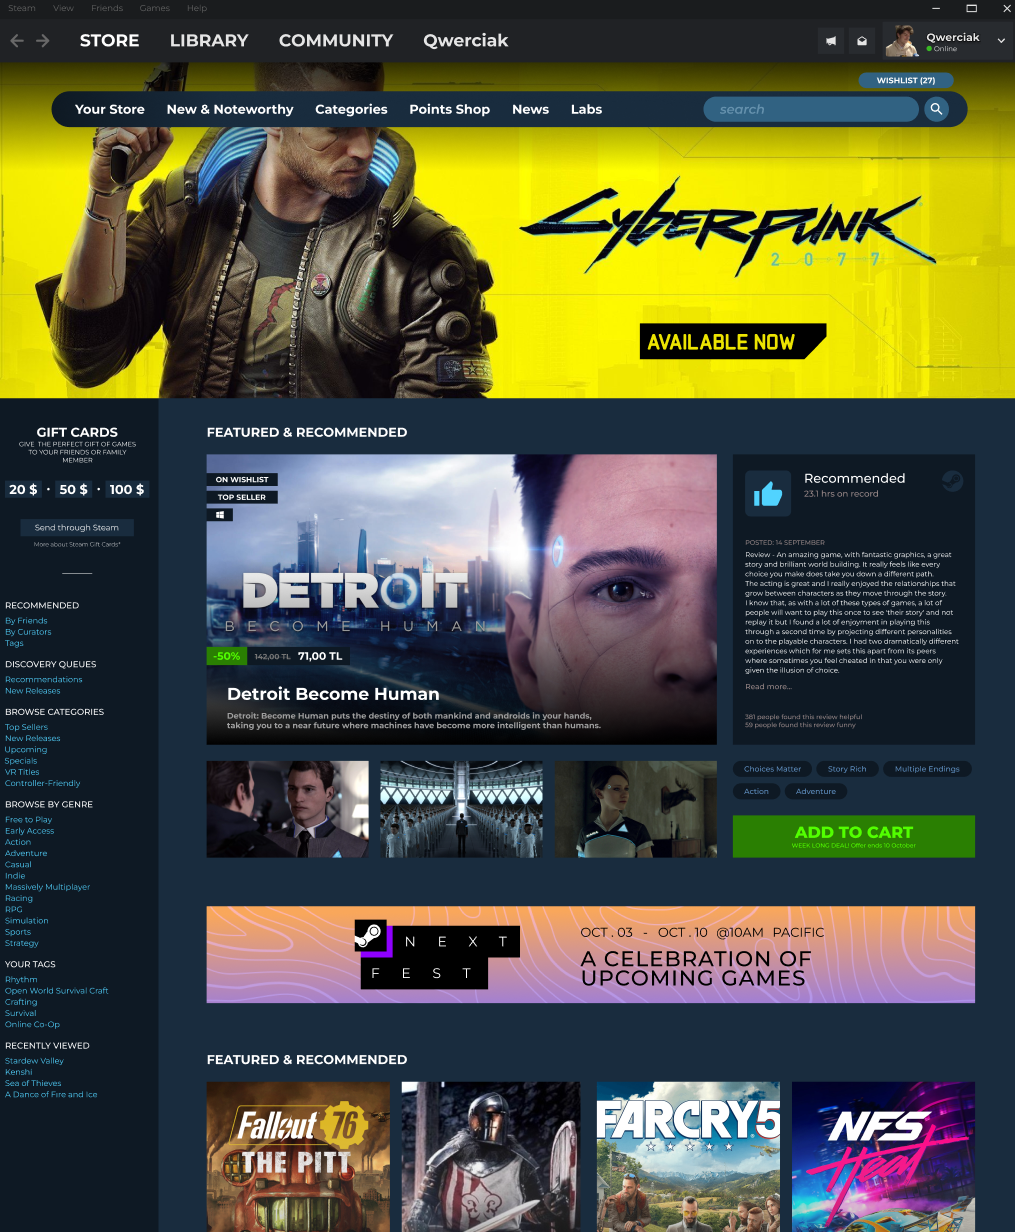 Steam View Friends Games Help
STORE LIBRARY COMMUNITY Qwerciak
Qwerciak
Online
WISHLIST (27)
Your Store New & Noteworthy Categories Points Shop News Labs search
CYBERPUNK
2077
AVAILABLE NOW
GIFT CARDS
GIVE THE PERFECT GIFT OF GAMES
TO YOUR FRIENDS OR FAMILY
MEMBER
20 $ · 50 $ · 100 $
Send through Steam
More about Steam Gift Cards*
RECOMMENDED
By Friends
By Curators
Tags
DISCOVERY QUEUES
Recommendations
New Releases
BROWSE CATEGORIES
Top Sellers
New Releases
Upcoming
Specials
VR Titles
Controller-Friendly
BROWSE BY GENRE
Free to Play
Early Access
Action
Adventure
Casual
Indie
Massively Multiplayer
Racing
RPG
Simulation
Sports
Strategy
YOUR TAGS
Rhythm
Open World Survival Craft
Crafting
Survival
Online Co-Op
RECENTLY VIEWED
Stardew Valley
Kenshi
Sea of Thieves
A Dance of Fire and Ice
FEATURED & RECOMMENDED
ON WISHLIST
TOP SELLER
DETROIT
BECOME HUMAN
-50% 142,00 TL 71,00 TL
Detroit Become Human
Detroit: Become Human puts the destiny of both mankind and androids in your hands,
taking you to a near future where machines have become more intelligent than humans.
Recommended
23.1 hrs on record
POSTED: 14 SEPTEMBER
Review - An amazing game, with fantastic graphics, a great
story and brilliant world building. It really feels like every
choice you make does take you down a different path.
The acting is great and I really enjoyed the relationships that
grow between characters as they move through the story.
I know that, as with a lot of these types of games, a lot of
people will want to play this once to see 'their story' and not
replay it but I found a lot of enjoyment in playing this
through a second time by projecting different personalities
on to the playable characters. I had two dramatically different
experiences which for me sets this apart from its peers
where sometimes you feel cheated in that you were only
given the illusion of choice.
Read more...
381 people found this review helpful
59 people found this review funny
Choices Matter Story Rich Multiple Endings
Action Adventure
ADD TO CART
WEEK LONG DEAL! Offer ends 10 October
NEXT
FEST
OCT . 03 - OCT . 10 @10AM PACIFIC
A CELEBRATION OF
UPCOMING GAMES
FEATURED & RECOMMENDED
Fallout 76
THE PITT
FARCRY5
NFS
Heat